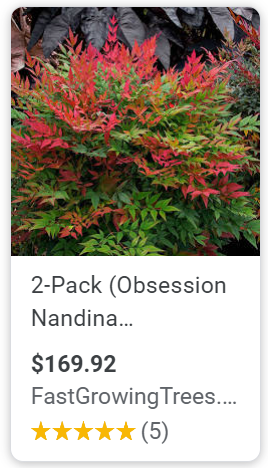 2-Pack (Obsession
Nandina...
$169.92
FastGrowingTrees....
(5)